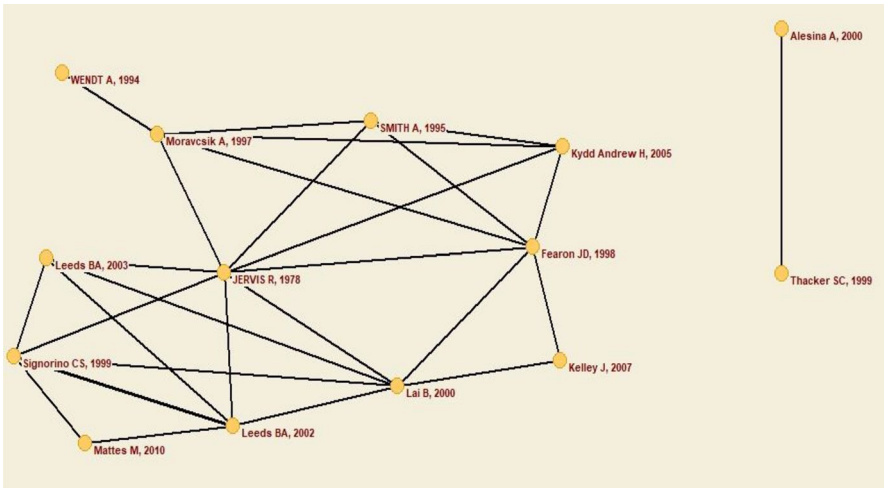 Alesina A, 2000
WENDT A, 1994
SMITH A, 1995
Moravcsik A, 1997
Kydd Andrew H, 2005
Fearon JD, 1998
Leeds BA, 2003
JERVIS R, 1978
Thacker SC, 1999
Signorino CS, 1999
Kelley J, 2007
Lai B, 2000
Leeds BA, 2002
Mattes M, 2010